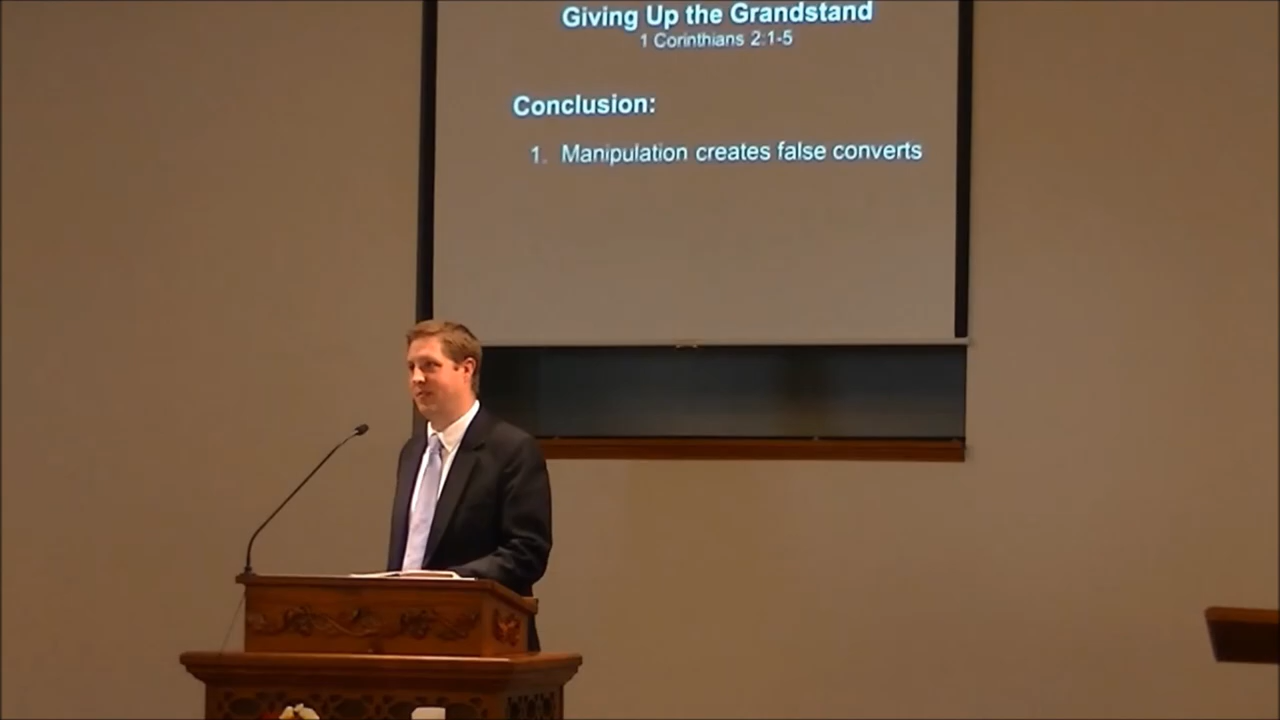 Giving Up the Grandstand
1 Corinthians 2:1-5
Conclusion:
1. Manipulation creates false converts